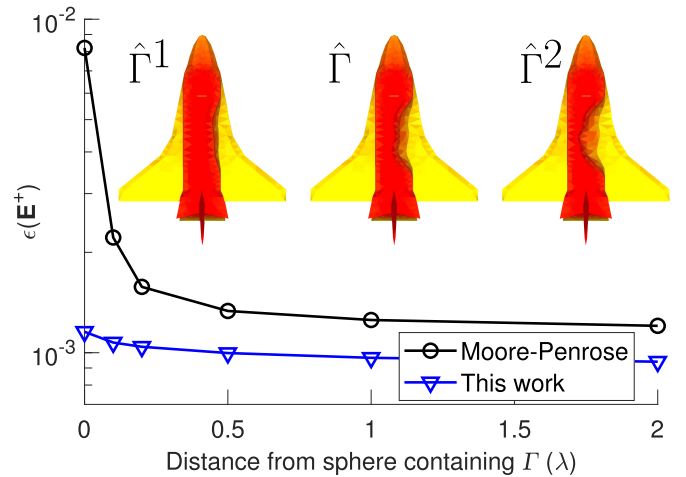 10⁻²
Γ̂¹ Γ̂ Γ̂²
ϵ(E⁺)
10⁻³
Moore-Penrose
This work
0 0.5 1 1.5 2
Distance from sphere containing Γ (λ)